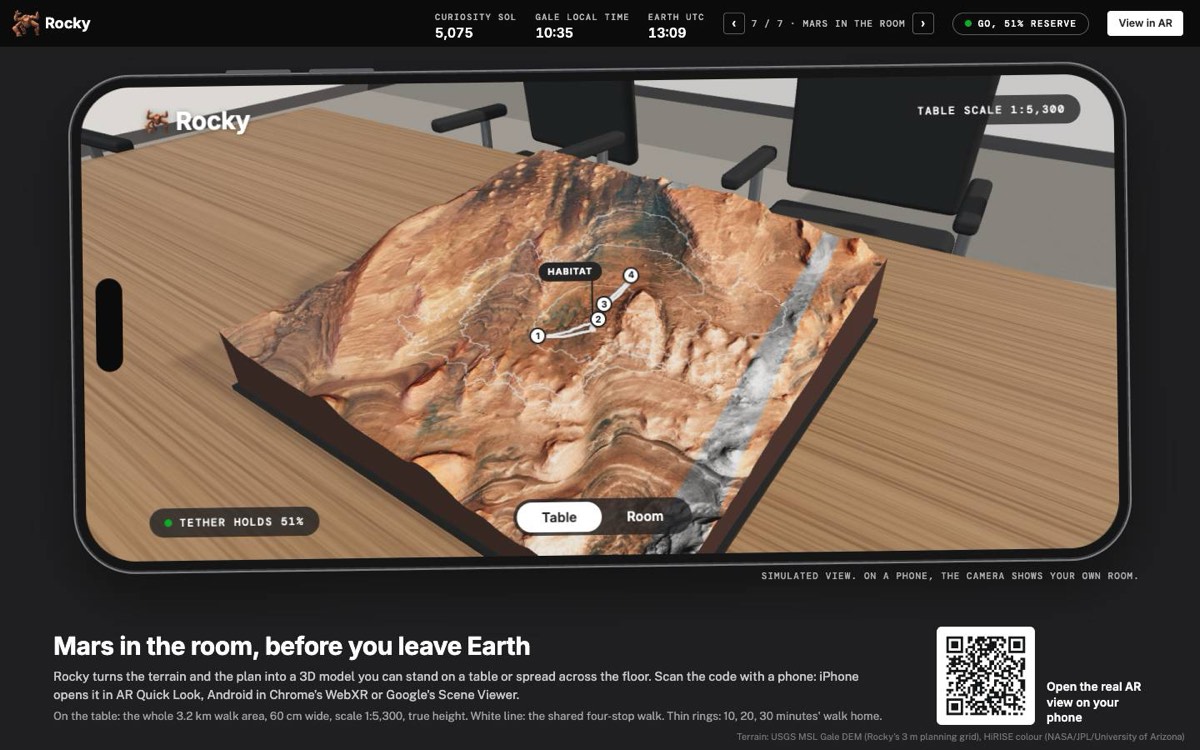 Rocky
CURIOSITY SOL
5,075
GALE LOCAL TIME
10:35
EARTH UTC
13:09
‹ 7 / 7 · MARS IN THE ROOM ›
GO, 51% RESERVE
View in AR
Rocky
TABLE SCALE 1:5,300
HABITAT
4
3
2
1
TETHER HOLDS 51%
Table
Room
SIMULATED VIEW. ON A PHONE, THE CAMERA SHOWS YOUR OWN ROOM.
Mars in the room, before you leave Earth
Rocky turns the terrain and the plan into a 3D model you can stand on a table or spread across the floor. Scan the code with a phone: iPhone
opens it in AR Quick Look, Android in Chrome's WebXR or Google's Scene Viewer.
On the table: the whole 3.2 km walk area, 60 cm wide, scale 1:5,300, true height. White line: the shared four-stop walk. Thin rings: 10, 20, 30 minutes' walk home.
Open the real AR
view on your
phone
Terrain: USGS MSL Gale DEM (Rocky's 3 m planning grid), HiRISE colour (NASA/JPL/University of Arizona)